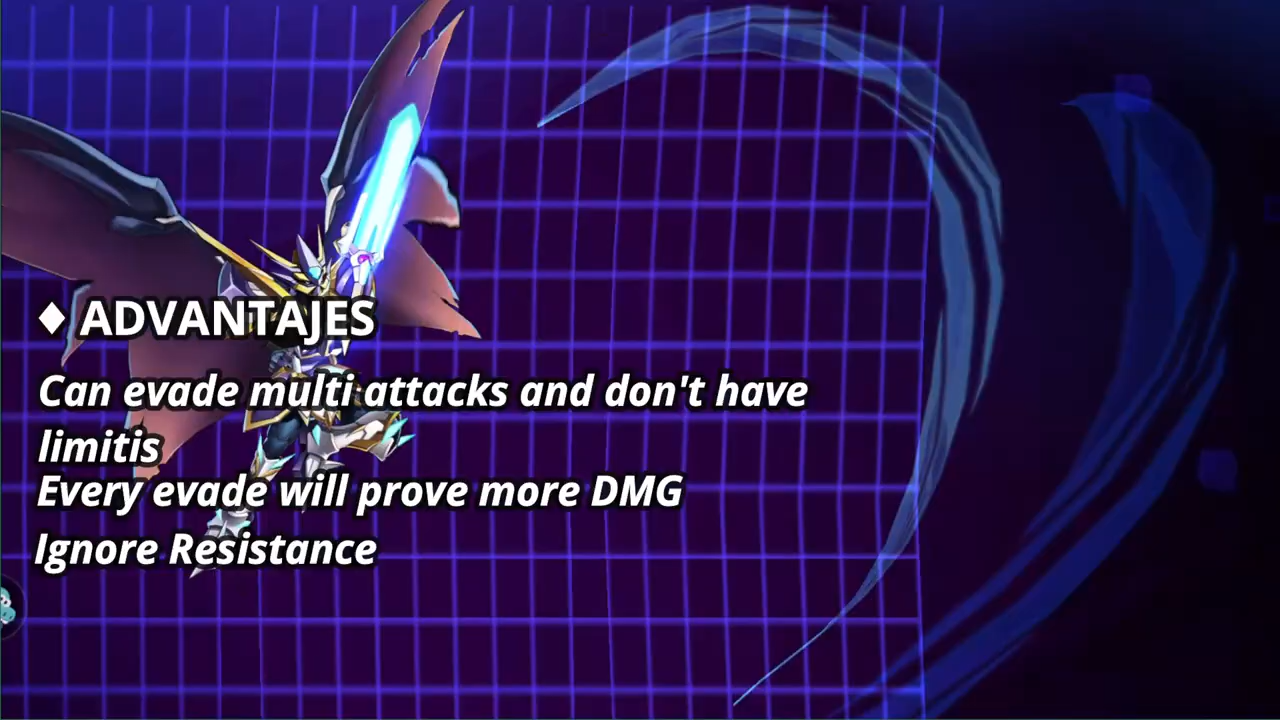 ♦ ADVANTAJES
Can evade multi attacks and don't have
limitis
Every evade will prove more DMG
Ignore Resistance